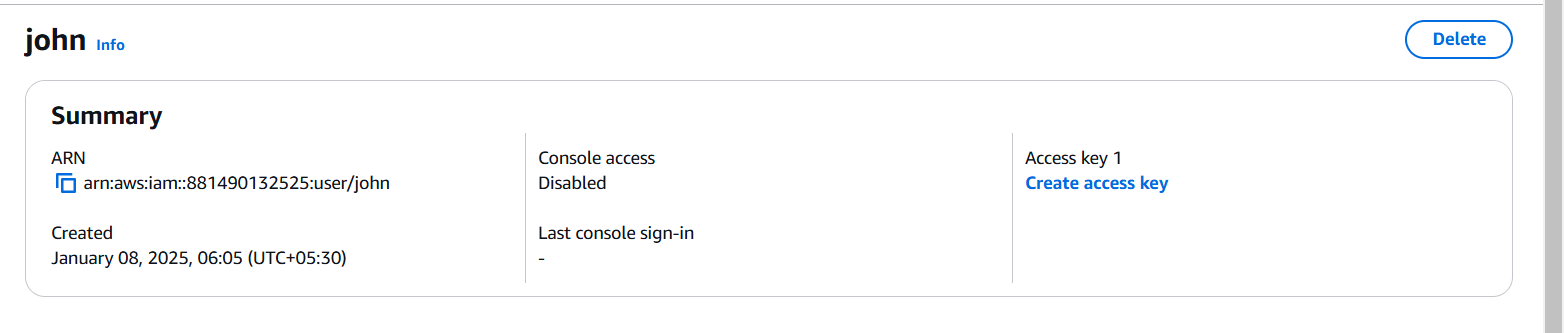 john Info
Delete
Summary
ARN
arn:aws:iam::881490132525:user/john
Created
January 08, 2025, 06:05 (UTC+05:30)
Console access
Disabled
Last console sign-in
-
Access key 1
Create access key